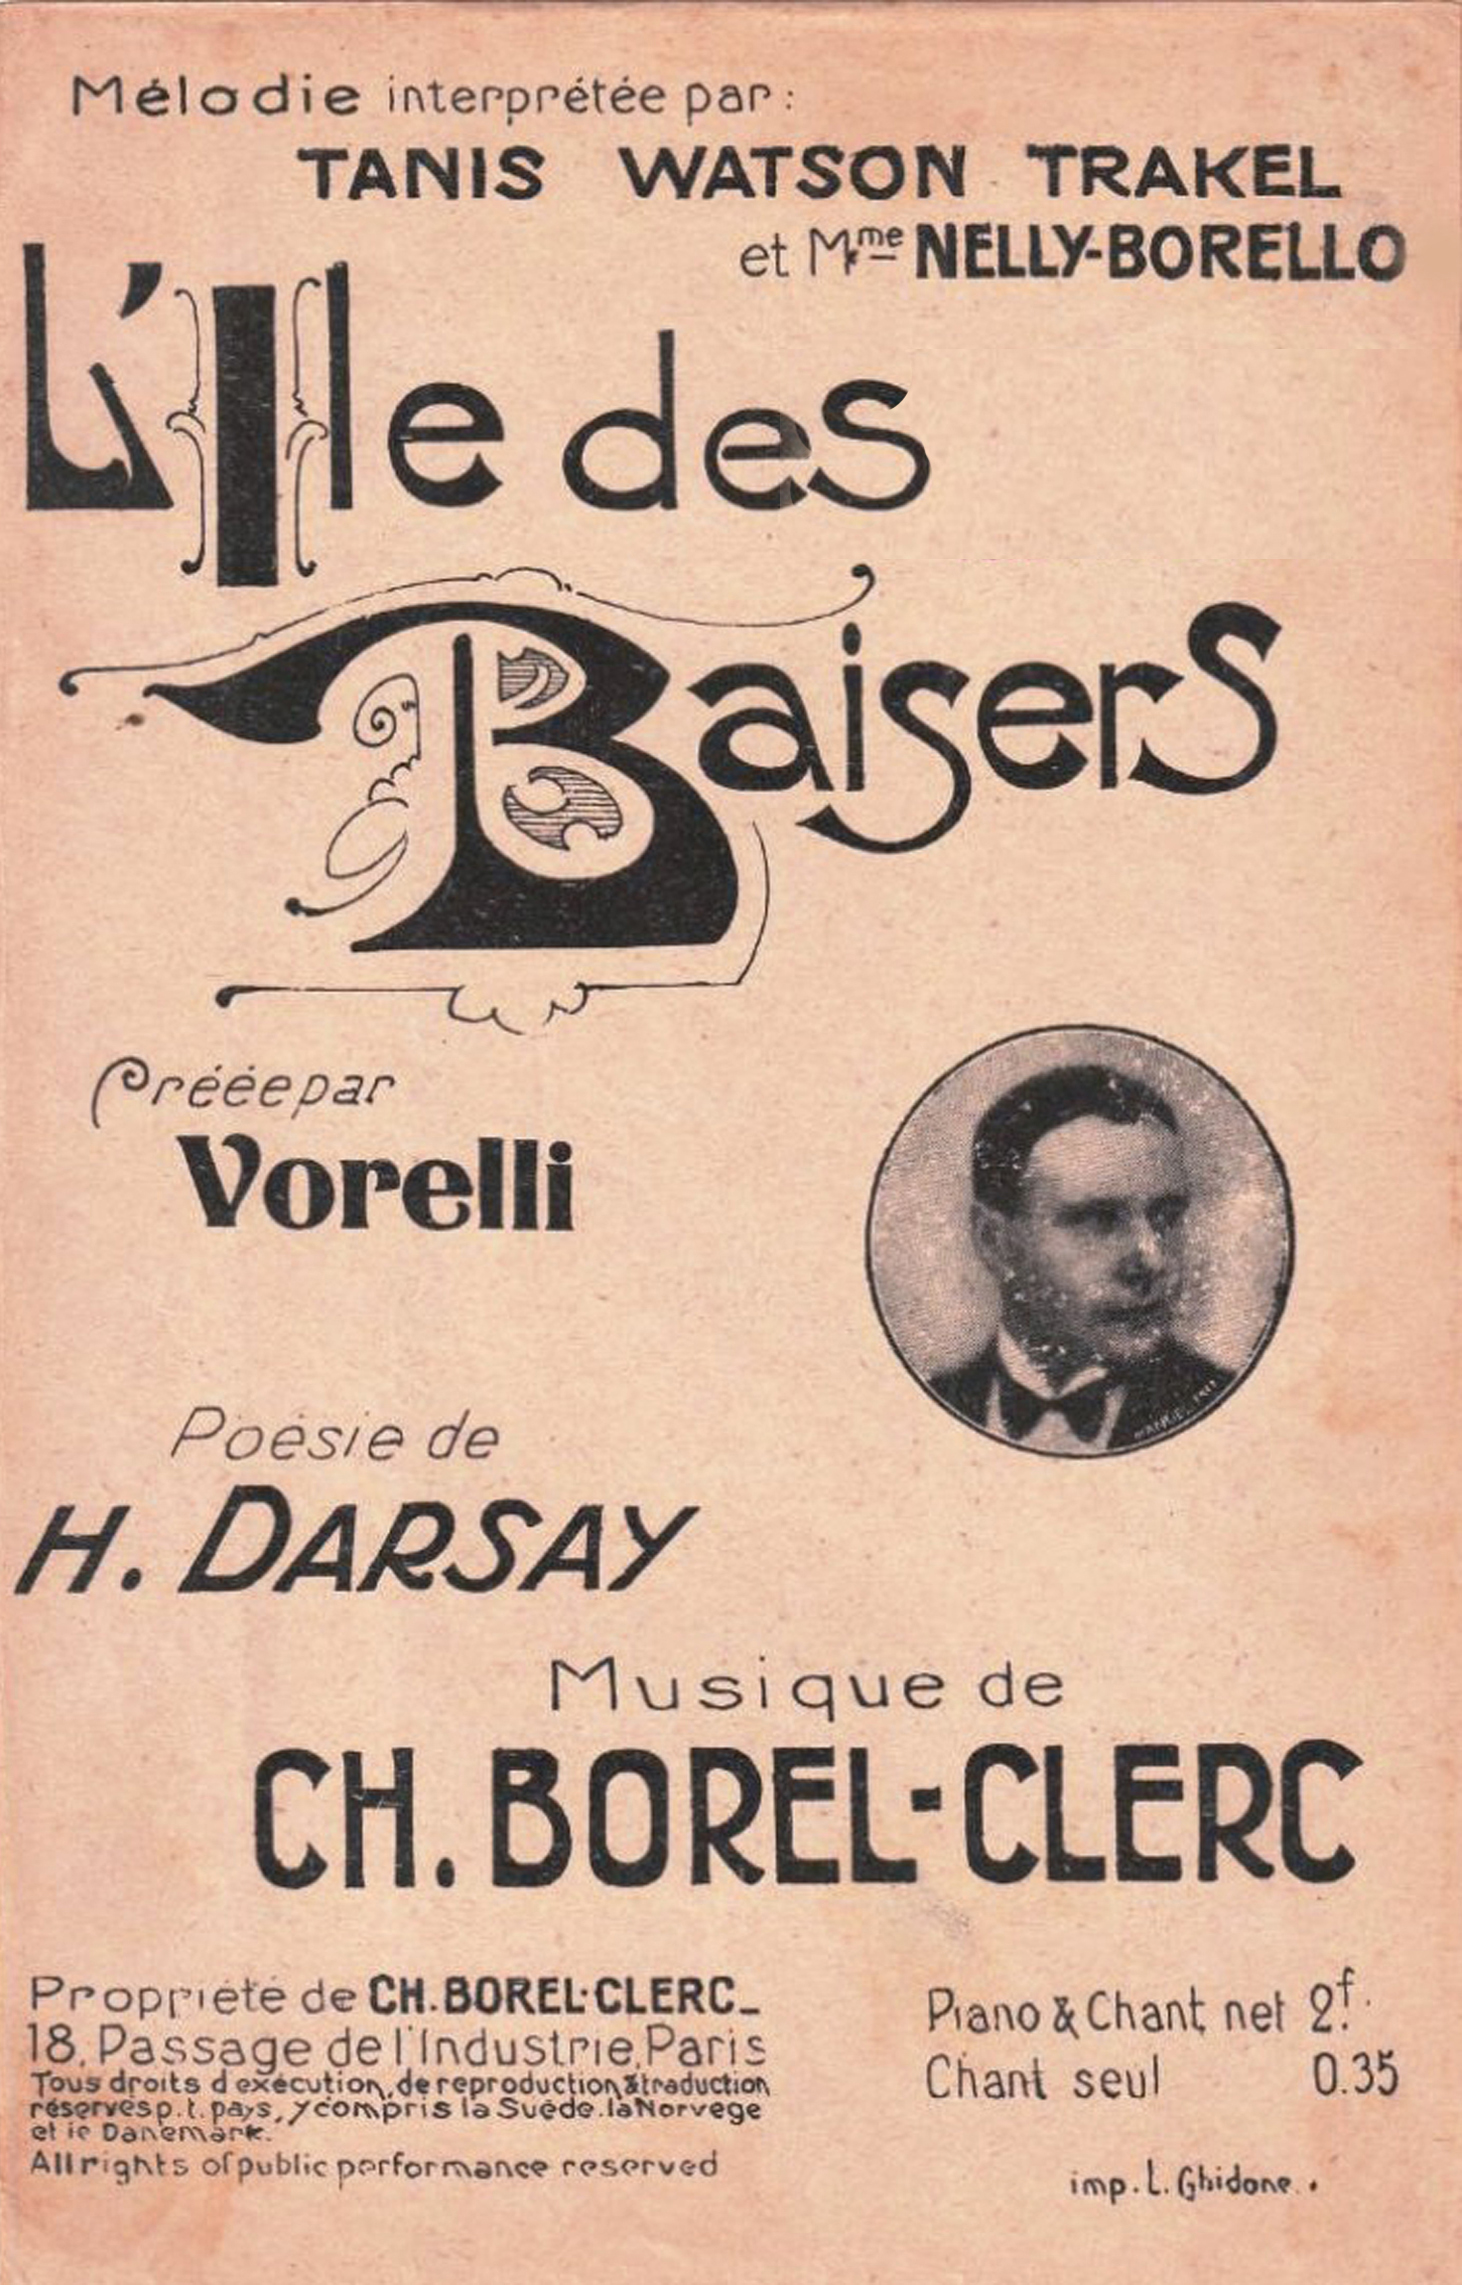 Mélodie interprétée par :
TANIS WATSON TRAKEL
et Mme NELLY-BORELLO
L'Ile des
Baisers
Créée par
Vorelli
Poésie de
H. DARSAY
Musique de
CH. BOREL-CLERC
Propriété de CH. BOREL-CLERC_
18, Passage de l'Industrie, Paris
Tous droits d'exécution, de reproduction & traduction
réservés p. t. pays, y compris la Suède. la Norvège
et le Danemark.
All rights of public performance reserved
Piano & Chant net 2f.
Chant seul 0.35
imp. L. Ghidone.